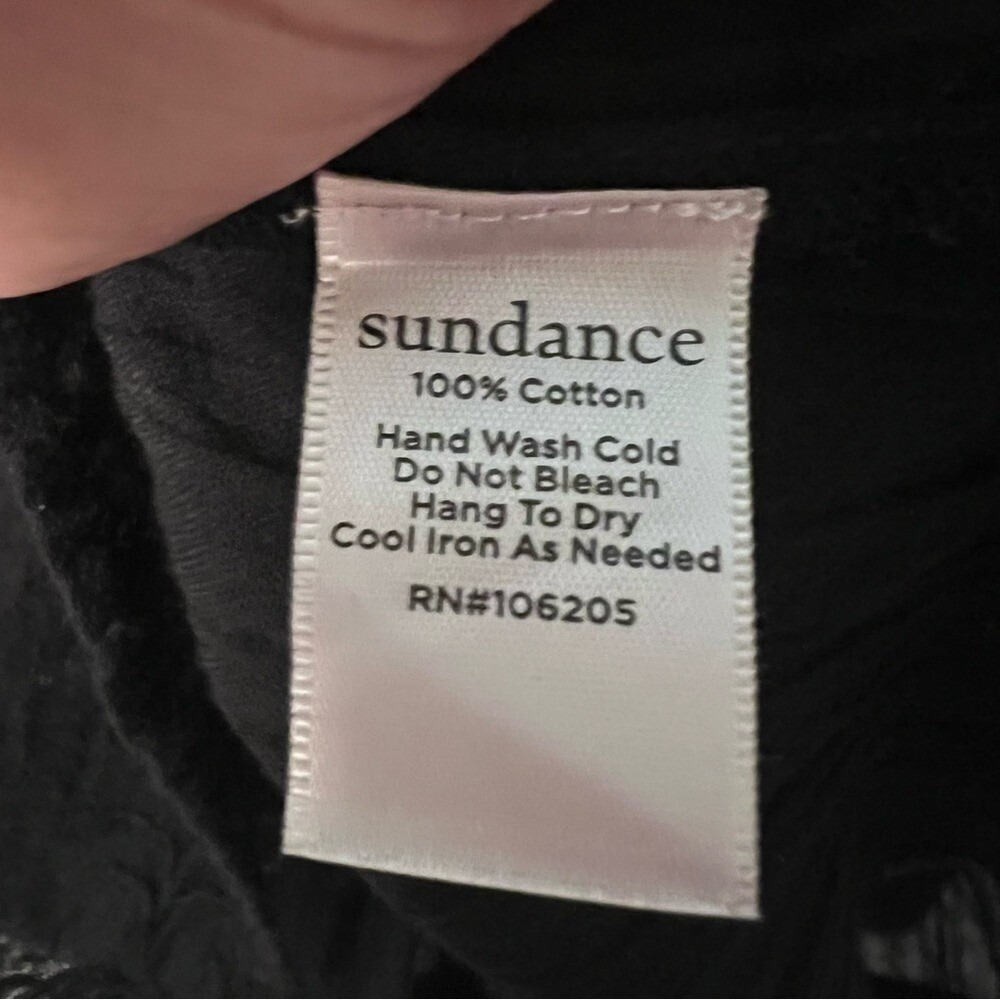 sundance
100% Cotton
Hand Wash Cold
Do Not Bleach
Hang To Dry
Cool Iron As Needed
RN#106205